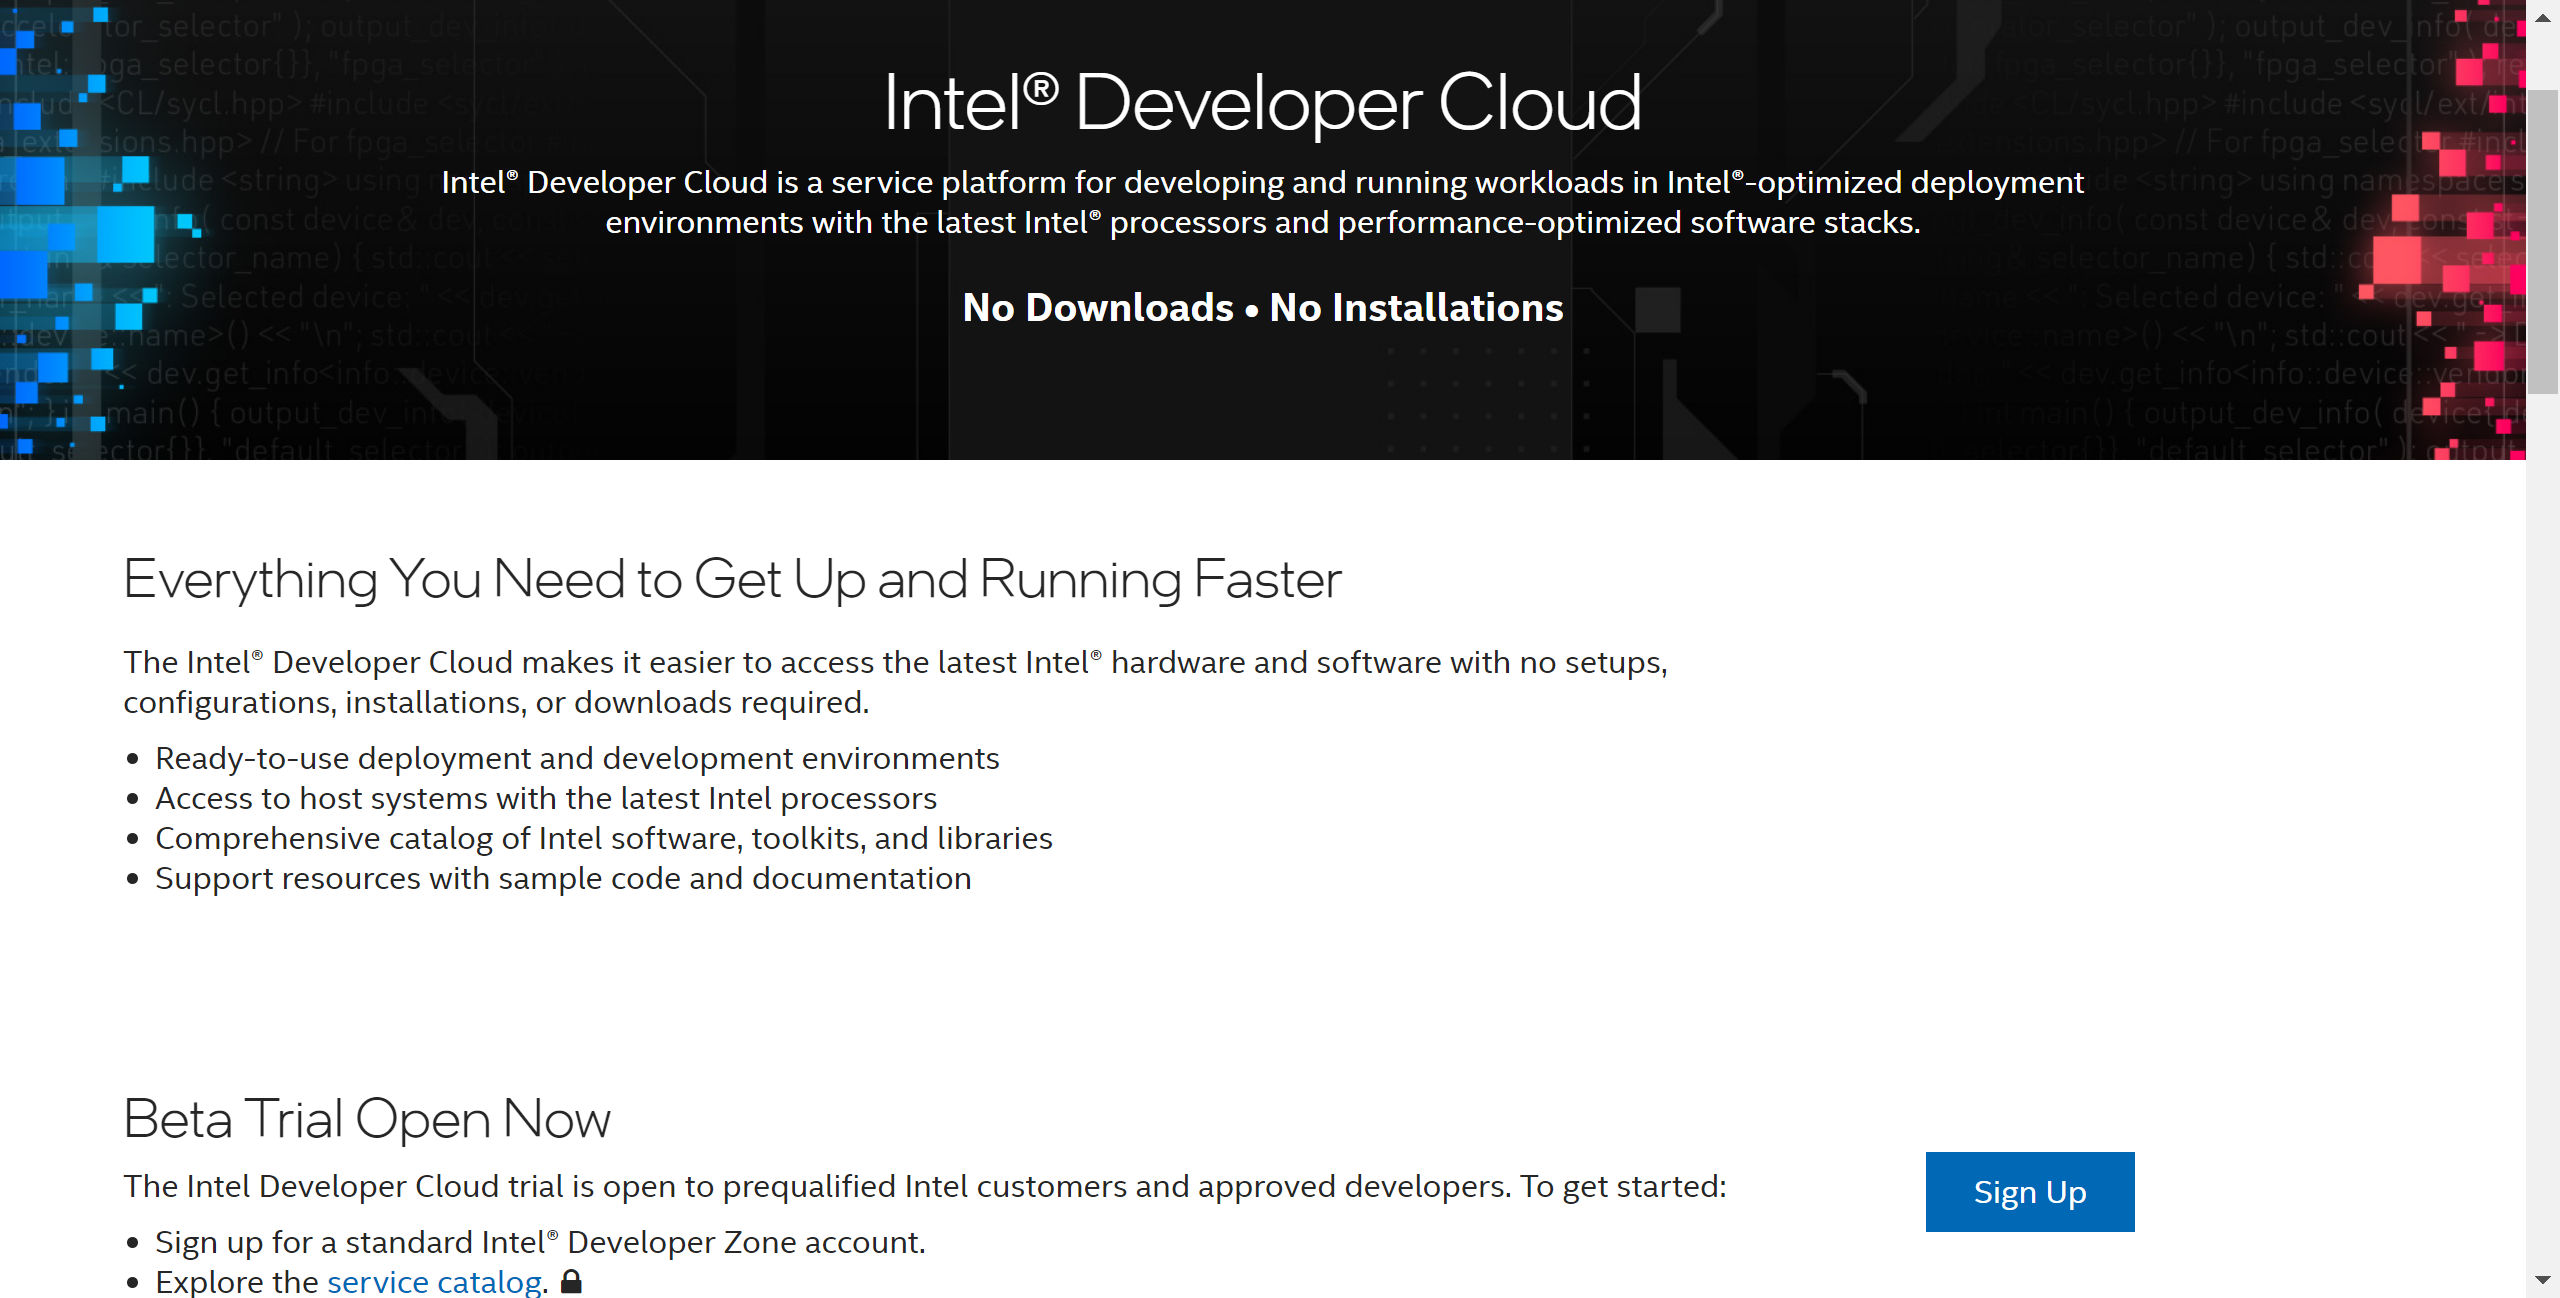 Intel® Developer Cloud
Intel® Developer Cloud is a service platform for developing and running workloads in Intel®-optimized deployment
environments with the latest Intel® processors and performance-optimized software stacks.
No Downloads • No Installations
Everything You Need to Get Up and Running Faster
The Intel® Developer Cloud makes it easier to access the latest Intel® hardware and software with no setups,
configurations, installations, or downloads required.
• Ready-to-use deployment and development environments
• Access to host systems with the latest Intel processors
• Comprehensive catalog of Intel software, toolkits, and libraries
• Support resources with sample code and documentation
Beta Trial Open Now
The Intel Developer Cloud trial is open to prequalified Intel customers and approved developers. To get started:
Sign Up
• Sign up for a standard Intel® Developer Zone account.
• Explore the service catalog.